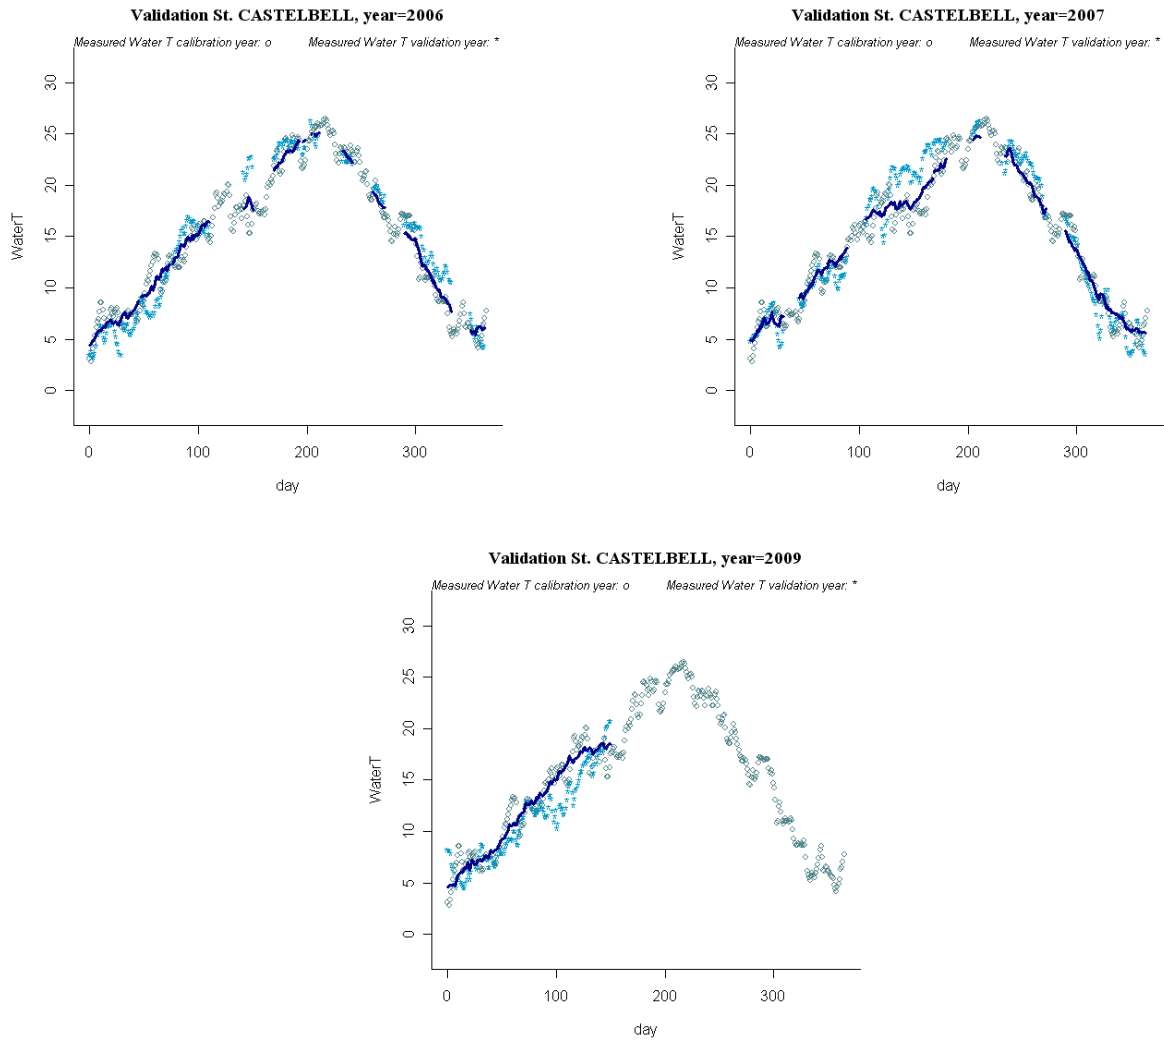 Validation St. CASTELBELL, year=2006
Measured Water T calibration year: o Measured Water T validation year: *
30
25
20
15
10
5
0
WaterT
0 100 200 300
day
Validation St. CASTELBELL, year=2007
Measured Water T calibration year: o Measured Water T validation year: *
30
25
20
15
10
5
0
WaterT
0 100 200 300
day
Validation St. CASTELBELL, year=2009
Measured Water T calibration year: o Measured Water T validation year: *
30
25
20
15
10
5
0
WaterT
0 100 200 300
day